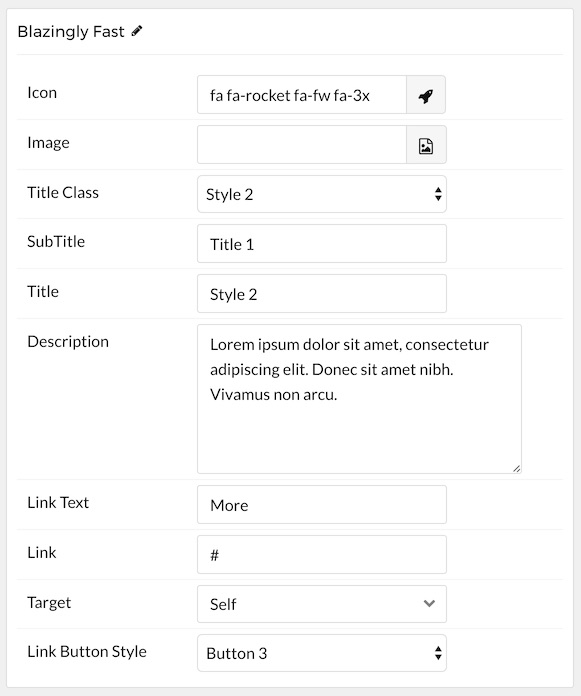 Blazingly Fast
Icon
fa fa-rocket fa-fw fa-3x
Image
Title Class
Style 2
SubTitle
Title 1
Title
Style 2
Description
Lorem ipsum dolor sit amet, consectetur
adipiscing elit. Donec sit amet nibh.
Vivamus non arcu.
Link Text
More
Link
#
Target
Self
Link Button Style
Button 3